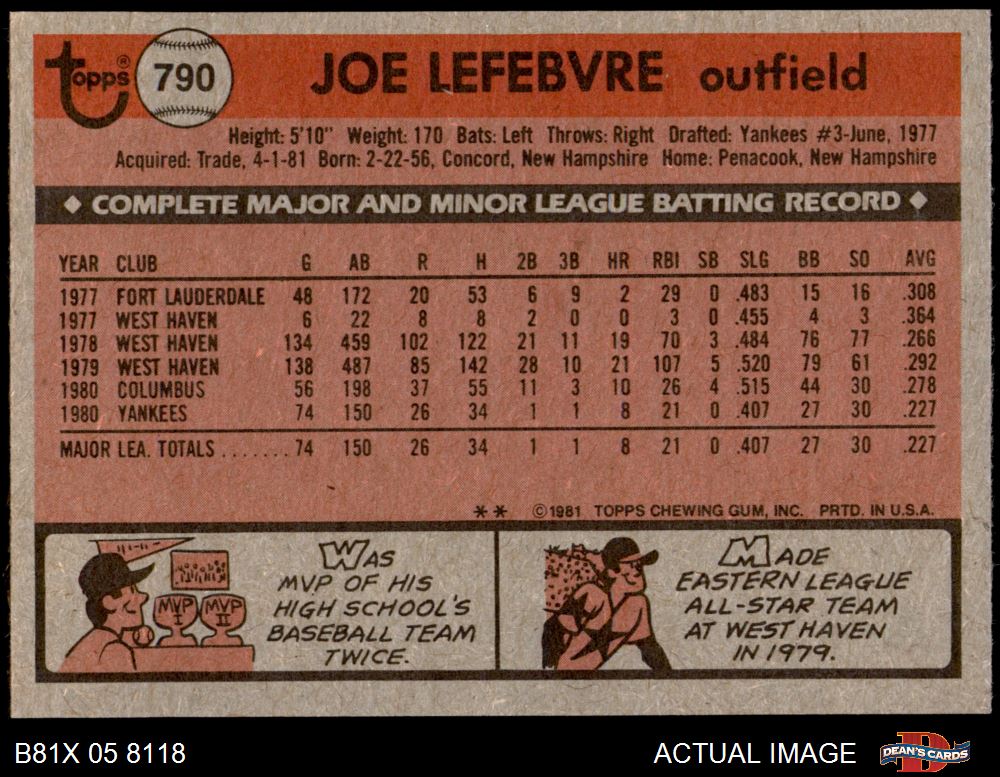 Topps® 790 JOE LEFEBVRE outfield
Height: 5'10" Weight: 170 Bats: Left Throws: Right Drafted: Yankees #3-June, 1977
Acquired: Trade, 4-1-81 Born: 2-22-56, Concord, New Hampshire Home: Penacook, New Hampshire
◆ COMPLETE MAJOR AND MINOR LEAGUE BATTING RECORD ◆
YEAR CLUB G AB R H 2B 3B HR RBI SB SLG BB SO AVG
1977 FORT LAUDERDALE 48 172 20 53 6 9 2 29 0 .483 15 16 .308
1977 WEST HAVEN 6 22 8 8 2 0 0 3 0 .455 4 3 .364
1978 WEST HAVEN 134 459 102 122 21 11 19 70 3 .484 76 77 .266
1979 WEST HAVEN 138 487 85 142 28 10 21 107 5 .520 79 61 .292
1980 COLUMBUS 56 198 37 55 11 3 10 26 4 .515 44 30 .278
1980 YANKEES 74 150 26 34 1 1 8 21 0 .407 27 30 .227
MAJOR LEA. TOTALS ....... 74 150 26 34 1 1 8 21 0 .407 27 30 .227
** ©1981 TOPPS CHEWING GUM, INC. PRTD. IN U.S.A.
MVP I MVP II
WAS
MVP OF HIS
HIGH SCHOOL'S
BASEBALL TEAM
TWICE.
MADE
EASTERN LEAGUE
ALL-STAR TEAM
AT WEST HAVEN
IN 1979.
B81X 05 8118 ACTUAL IMAGE DEAN'S CARDS